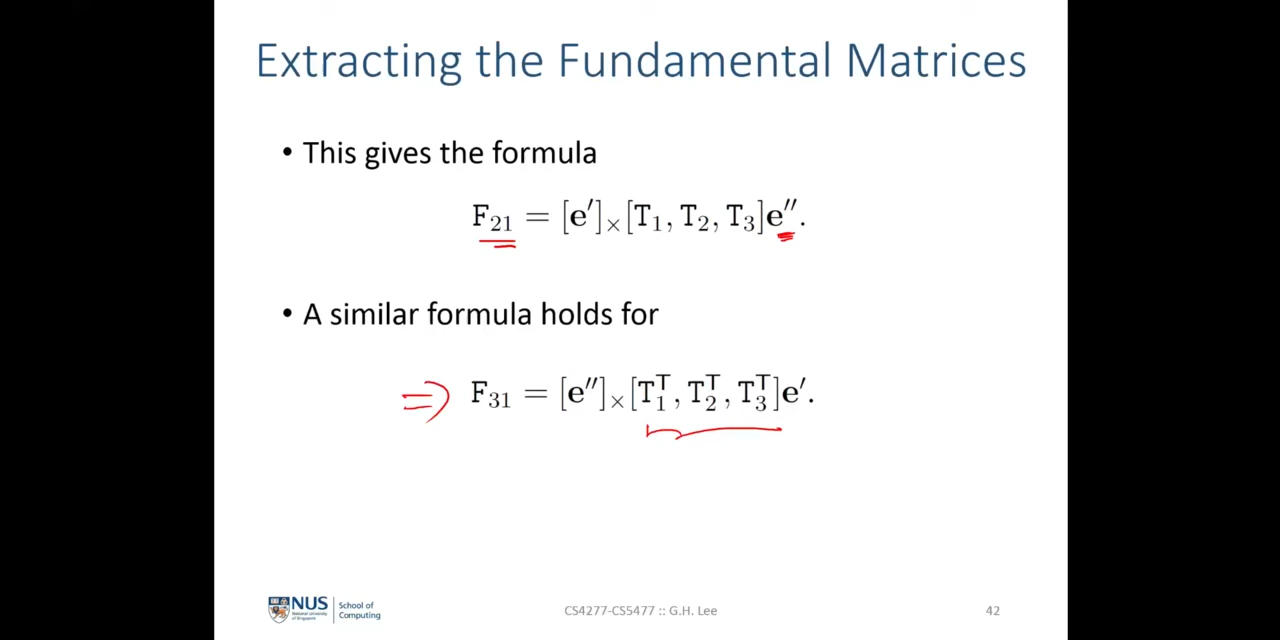 Extracting the Fundamental Matrices
• This gives the formula
F₂₁ = [e′]ₓ[T₁, T₂, T₃]e″.
• A similar formula holds for
⇒ F₃₁ = [e″]ₓ[T₁ᵀ, T₂ᵀ, T₃ᵀ]e′.
NUS
National University
of Singapore
School of
Computing
CS4277-CS5477 :: G.H. Lee
42